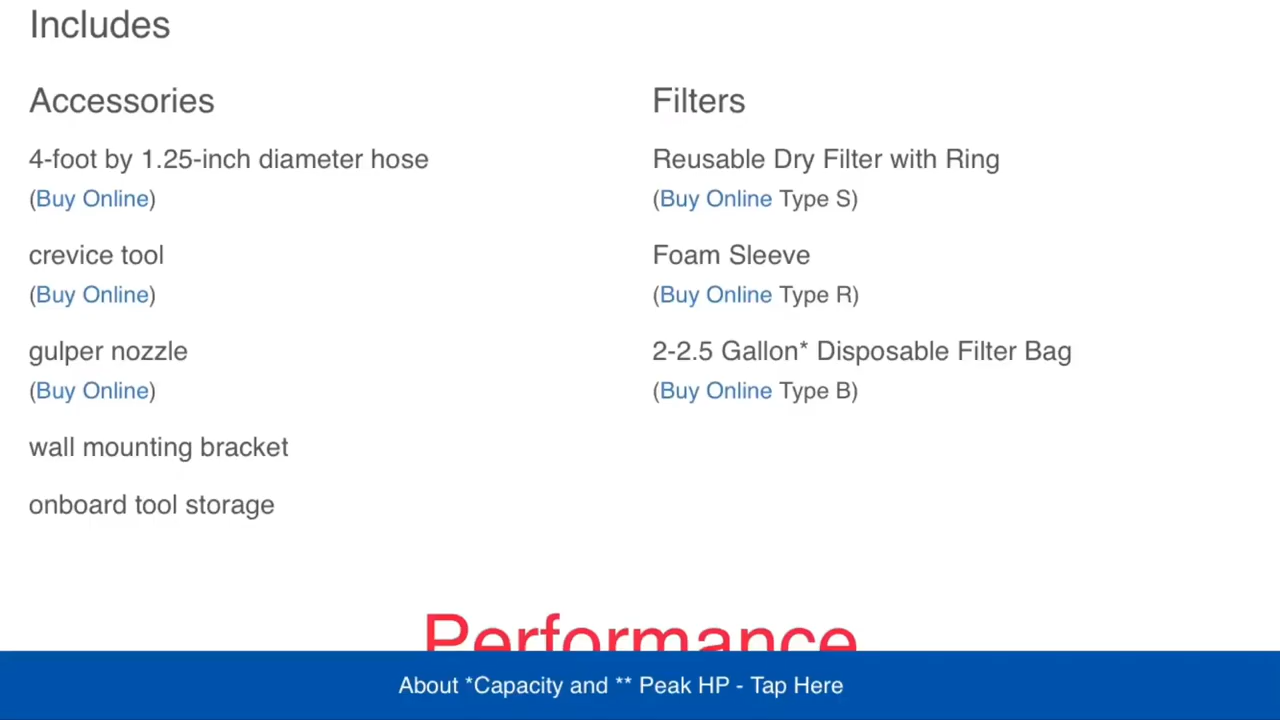 Includes
Accessories
4-foot by 1.25-inch diameter hose
(Buy Online)
crevice tool
(Buy Online)
gulper nozzle
(Buy Online)
wall mounting bracket
onboard tool storage
Filters
Reusable Dry Filter with Ring
(Buy Online Type S)
Foam Sleeve
(Buy Online Type R)
2-2.5 Gallon* Disposable Filter Bag
(Buy Online Type B)
Performance
About *Capacity and ** Peak HP - Tap Here